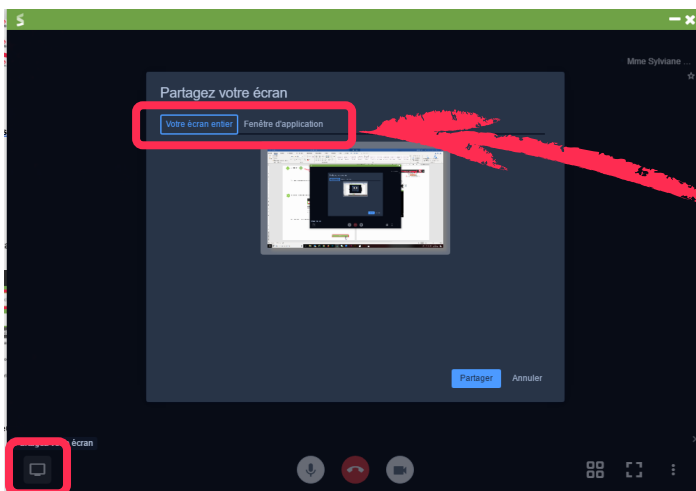 Mme Sylviane ...
Partagez votre écran
Votre écran entier Fenêtre d'application
Partager Annuler
écran